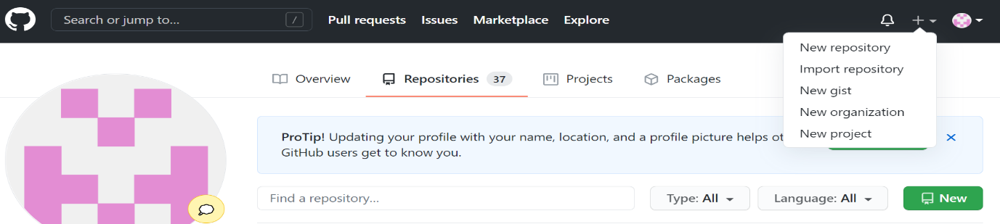 Search or jump to... /
Pull requests Issues Marketplace Explore
New repository
Import repository
New gist
New organization
New project
Overview Repositories 37 Projects Packages
ProTip! Updating your profile with your name, location, and a profile picture helps
GitHub users get to know you.
Find a repository... Type: All Language: All New